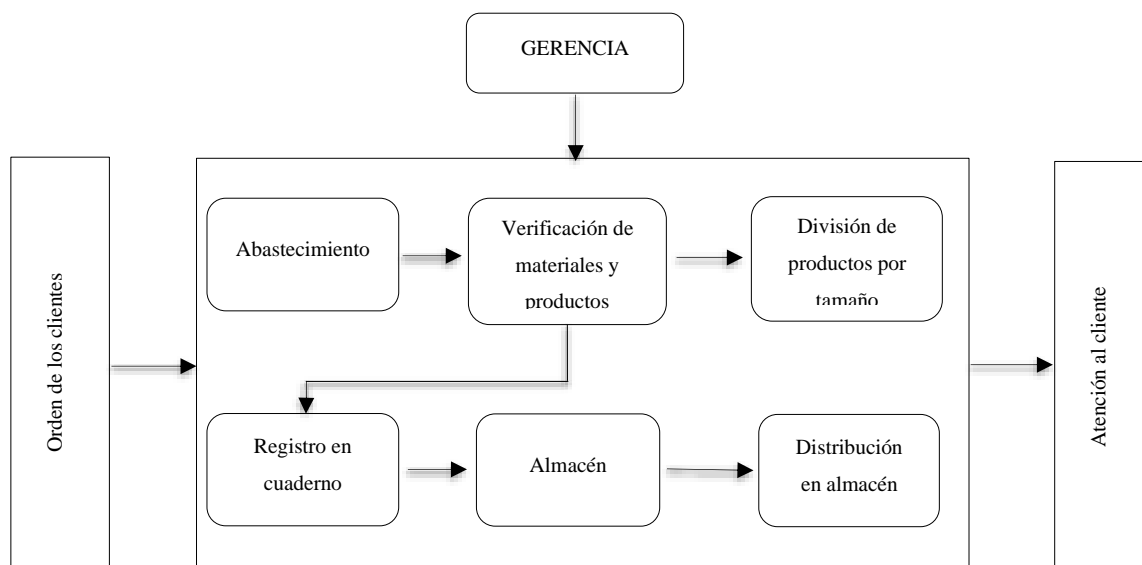 GERENCIA
Orden de los clientes
Abastecimiento
Verificación de
materiales y
productos
División de
productos por
tamaño
Registro en
cuaderno
Almacén
Distribución
en almacén
Atención al cliente